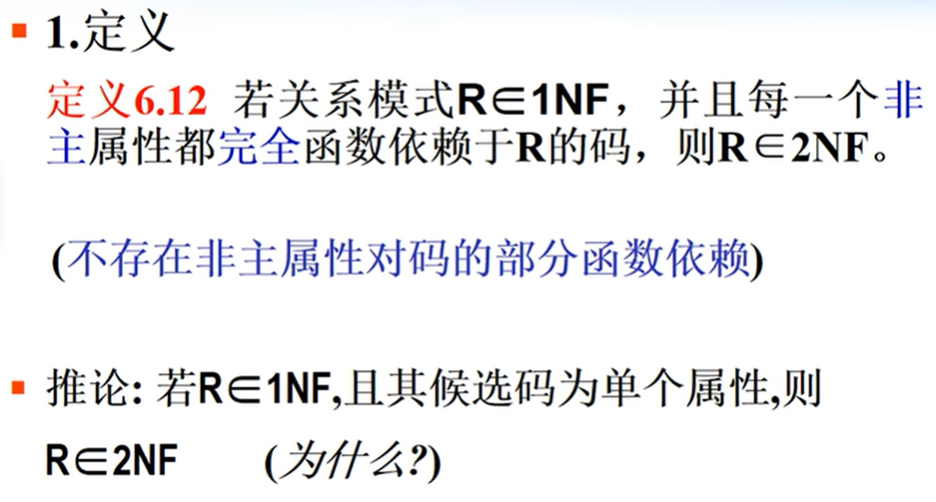 1.定义
定义6.12 若关系模式R∈1NF，并且每一个非
主属性都完全函数依赖于R的码，则R∈2NF。
(不存在非主属性对码的部分函数依赖)
推论: 若R∈1NF,且其候选码为单个属性,则
R∈2NF (为什么?)